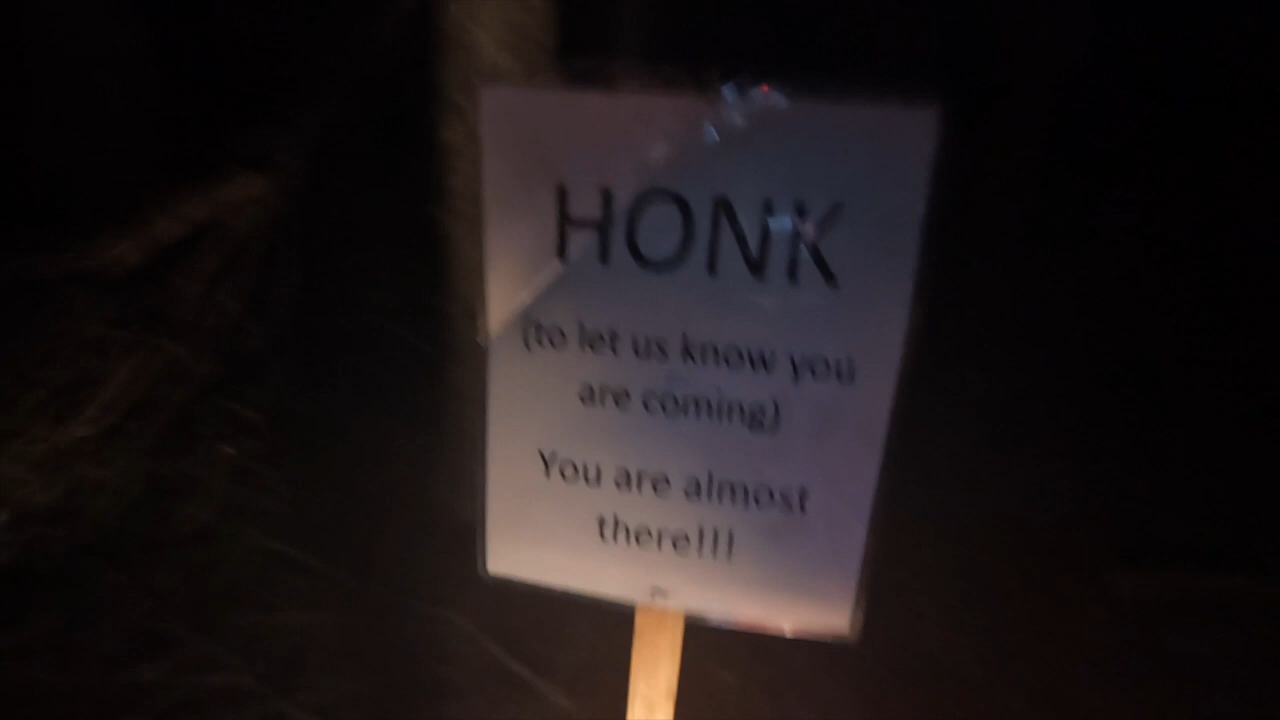 HONK
(to let us know you
are coming)
You are almost
there!!!